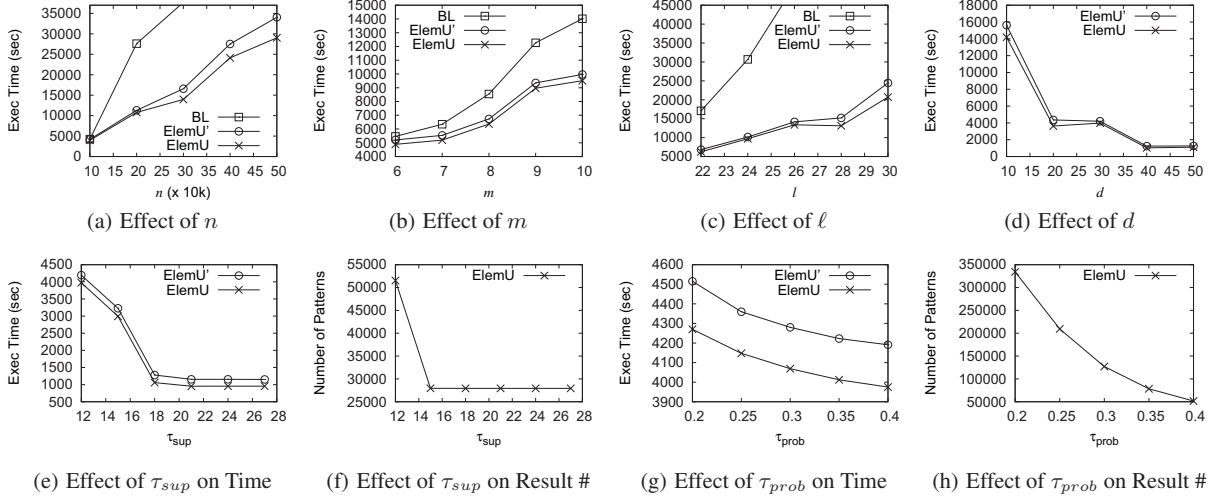 Exec Time (sec)
35000
30000
25000
20000
15000
10000
5000
0
10 15 20 25 30 35 40 45 50
n (x 10k)
BL
ElemU'
ElemU
(a) Effect of n
Exec Time (sec)
15000
14000
13000
12000
11000
10000
9000
8000
7000
6000
5000
4000
6 7 8 9 10
m
BL
ElemU'
ElemU
(b) Effect of m
Exec Time (sec)
45000
40000
35000
30000
25000
20000
15000
10000
5000
22 24 26 28 30
l
BL
ElemU'
ElemU
(c) Effect of ℓ
Exec Time (sec)
18000
16000
14000
12000
10000
8000
6000
4000
2000
0
10 15 20 25 30 35 40 45 50
d
ElemU'
ElemU
(d) Effect of d
Exec Time (sec)
4500
4000
3500
3000
2500
2000
1500
1000
500
12 14 16 18 20 22 24 26 28
τsup
ElemU'
ElemU
(e) Effect of τsup on Time
Number of Patterns
55000
50000
45000
40000
35000
30000
25000
12 14 16 18 20 22 24 26 28
τsup
ElemU
(f) Effect of τsup on Result #
Exec Time (sec)
4600
4500
4400
4300
4200
4100
4000
3900
0.2 0.25 0.3 0.35 0.4
τprob
ElemU'
ElemU
(g) Effect of τprob on Time
Number of Patterns
350000
300000
250000
200000
150000
100000
50000
0.2 0.25 0.3 0.35 0.4
τprob
ElemU
(h) Effect of τprob on Result #